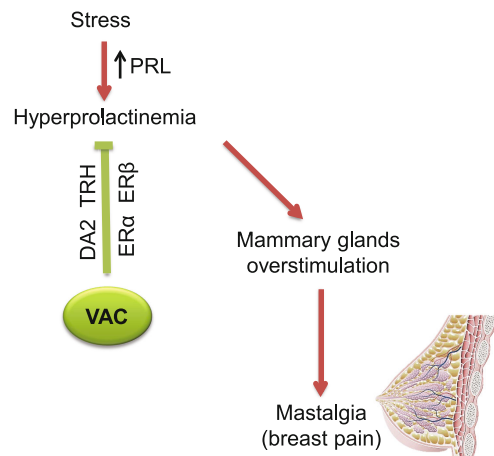 Stress
↑ PRL
Hyperprolactinemia
DA2 TRH
ERα ERβ
VAC
Mammary glands
overstimulation
Mastalgia
(breast pain)